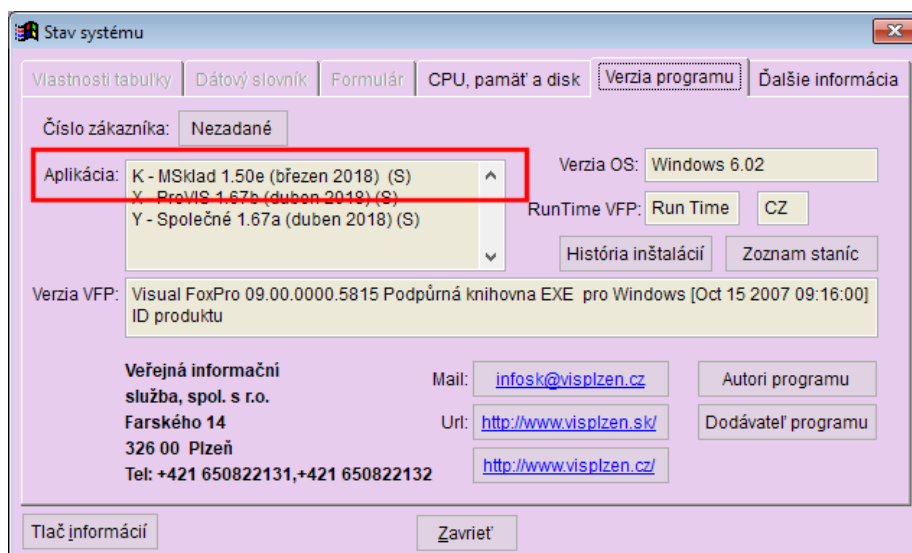 Stav systému
Vlastnosti tabuľky Dátový slovník Formulár CPU, pamäť a disk Verzia programu Ďalšie informácia
Číslo zákazníka: Nezadané
Aplikácia: K - MSklad 1.50e (březen 2018) (S)
X - ProVIS 1.67b (duben 2018) (S)
Y - Společné 1.67a (duben 2018) (S)
Verzia OS: Windows 6.02
RunTime VFP: Run Time CZ
História inštalácií Zoznam staníc
Verzia VFP: Visual FoxPro 09.00.0000.5815 Podpůrná knihovna EXE pro Windows [Oct 15 2007 09:16:00]
ID produktu
Veřejná informační
služba, spol. s r.o.
Farského 14
326 00 Plzeň
Tel: +421 650822131,+421 650822132
Mail: infosk@visplzen.cz
Url: http://www.visplzen.sk/
http://www.visplzen.cz/
Autori programu
Dodávateľ programu
Tlač informácií Zavrieť